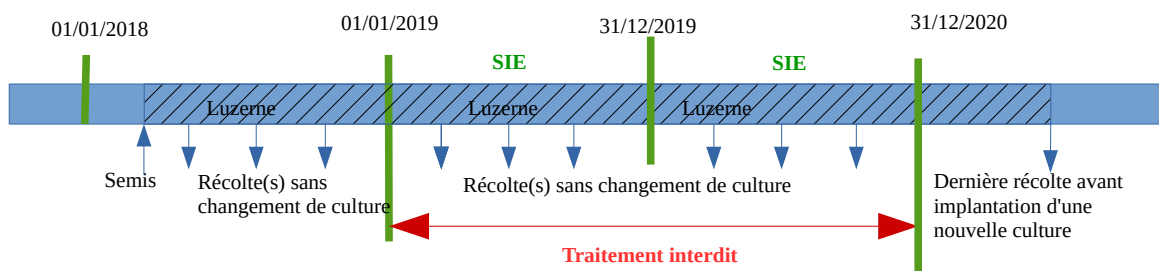 01/01/2018
01/01/2019
31/12/2019
31/12/2020
SIE
SIE
Luzerne
Luzerne
Luzerne
Semis
Récolte(s) sans
changement de culture
Récolte(s) sans changement de culture
Dernière récolte avant
implantation d'une
nouvelle culture
Traitement interdit